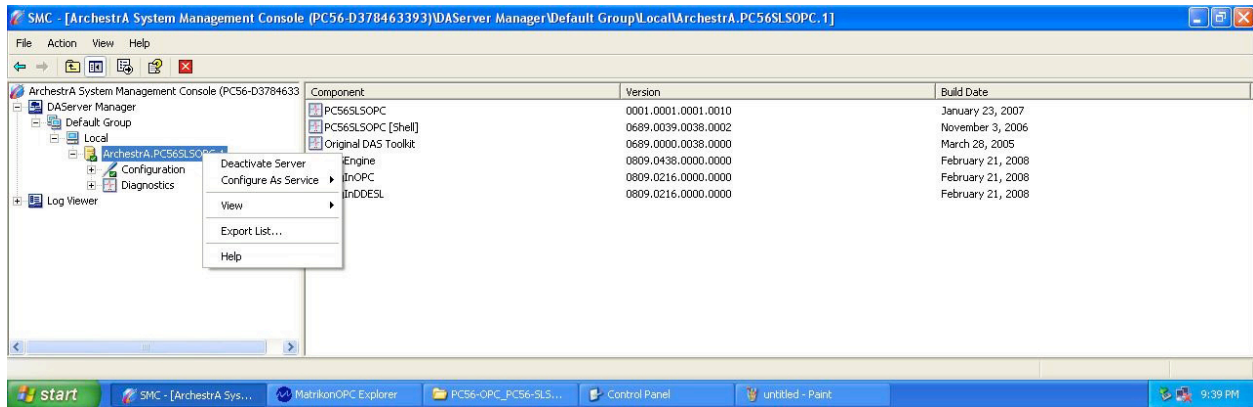 SMC - [ArchestrA System Management Console (PC56-D378463393)\DAServer Manager\Default Group\Local\ArchestrA.PC56SLSOPC.1]
File Action View Help
ArchestrA System Management Console (PC56-D3784633
DAServer Manager
Default Group
Local
ArchestrA.PC56SLSOPC.1
Configuration
Diagnostics
Log Viewer
Deactivate Server
Configure As Service
View
Export List...
Help
Component Version Build Date
PC56SLSOPC 0001.0001.0001.0010 January 23, 2007
PC56SLSOPC [Shell] 0689.0039.0038.0002 November 3, 2006
Original DAS Toolkit 0689.0000.0038.0000 March 28, 2005
Engine 0809.0438.0000.0000 February 21, 2008
InOPC 0809.0216.0000.0000 February 21, 2008
InDDESL 0809.0216.0000.0000 February 21, 2008
start SMC - [ArchestrA Sys... MatrikonOPC Explorer PC56-OPC_PC56-SLS... Control Panel untitled - Paint 9:39 PM